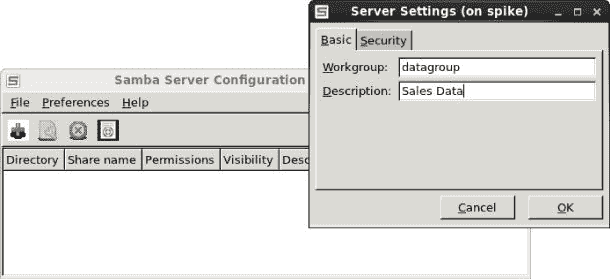 Server Settings (on spike)
Basic Security
Workgroup: datagroup
Description: Sales Data
Cancel OK
Samba Server Configuration
File Preferences Help
Directory Share name Permissions Visibility Desc